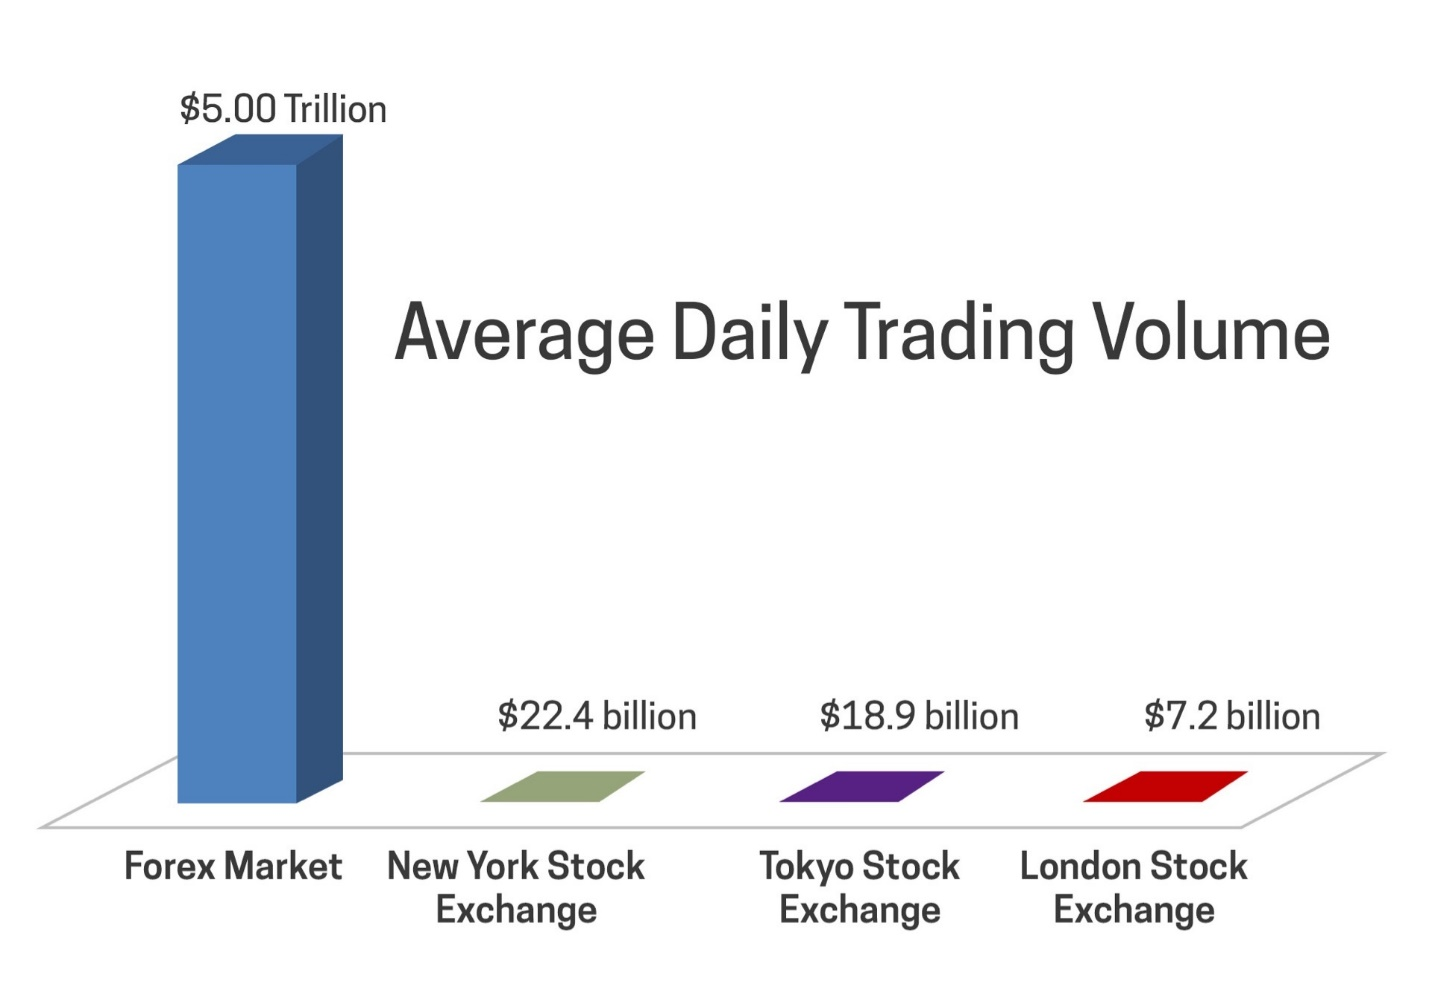 $5.00 Trillion
Average Daily Trading Volume
$22.4 billion
$18.9 billion
$7.2 billion
Forex Market
New York Stock
Exchange
Tokyo Stock
Exchange
London Stock
Exchange